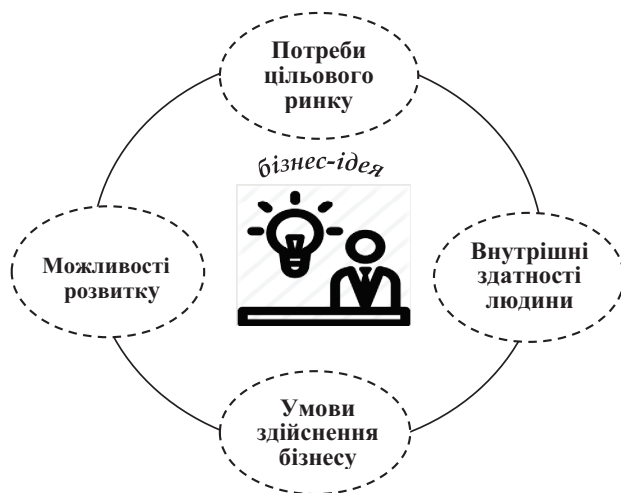 Потреби
цільового
ринку
бізнес-ідея
Можливості
розвитку
Внутрішні
здатності
людини
Умови
здійснення
бізнесу